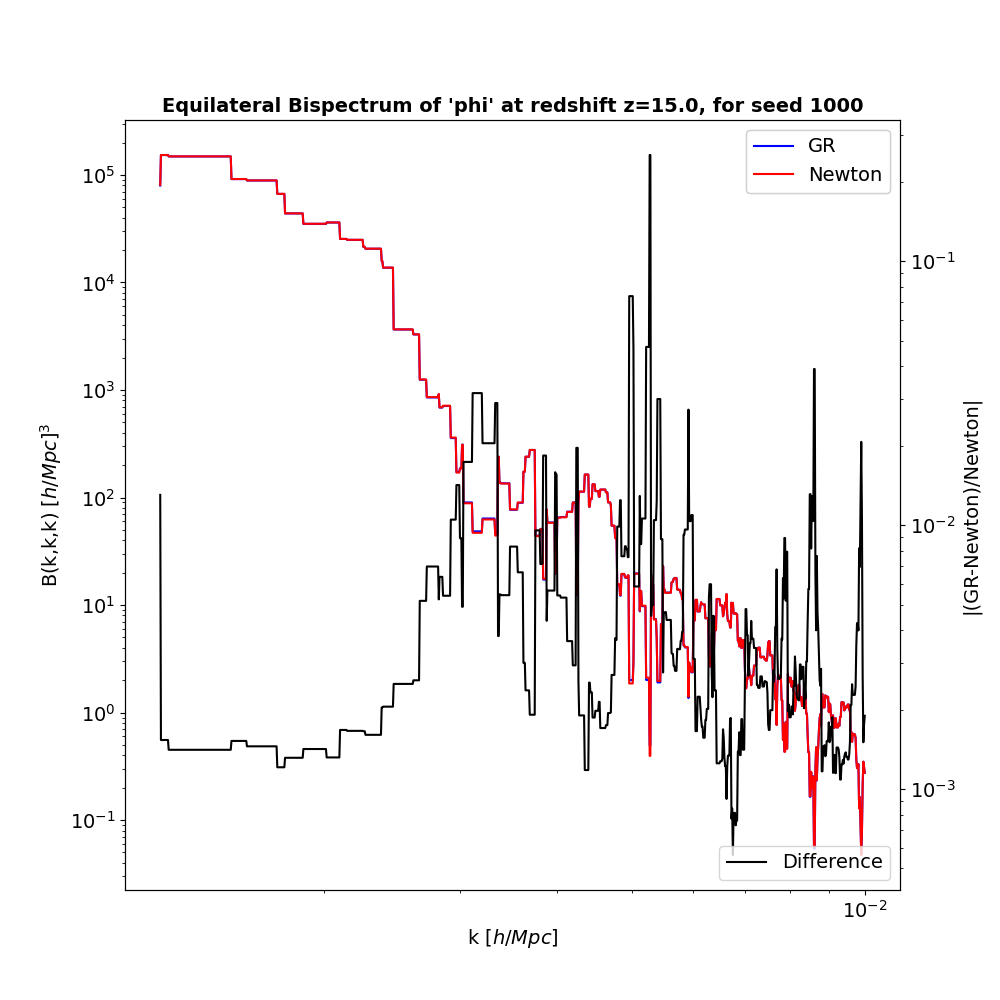 Equilateral Bispectrum of 'phi' at redshift z=15.0, for seed 1000
GR
Newton
10^5
10^4
10^3
10^2
10^1
10^0
10^-1
B(k,k,k) [h/Mpc]^3
10^-1
10^-2
10^-3
|(GR-Newton)/Newton|
Difference
10^-2
k [h/Mpc]